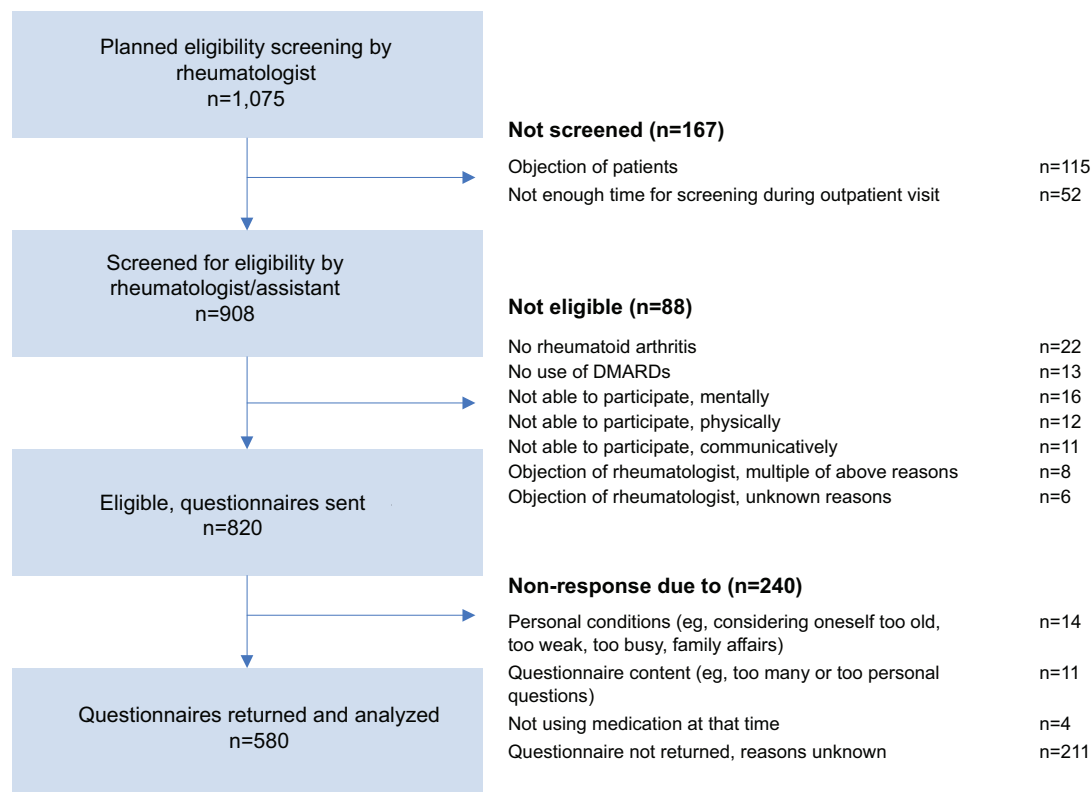 Planned eligibility screening by
rheumatologist
n=1,075
Not screened (n=167)
Objection of patients n=115
Not enough time for screening during outpatient visit n=52
Screened for eligibility by
rheumatologist/assistant
n=908
Not eligible (n=88)
No rheumatoid arthritis n=22
No use of DMARDs n=13
Not able to participate, mentally n=16
Not able to participate, physically n=12
Not able to participate, communicatively n=11
Objection of rheumatologist, multiple of above reasons n=8
Objection of rheumatologist, unknown reasons n=6
Eligible, questionnaires sent
n=820
Non-response due to (n=240)
Personal conditions (eg, considering oneself too old, n=14
too weak, too busy, family affairs)
Questionnaire content (eg, too many or too personal n=11
questions)
Not using medication at that time n=4
Questionnaire not returned, reasons unknown n=211
Questionnaires returned and analyzed
n=580